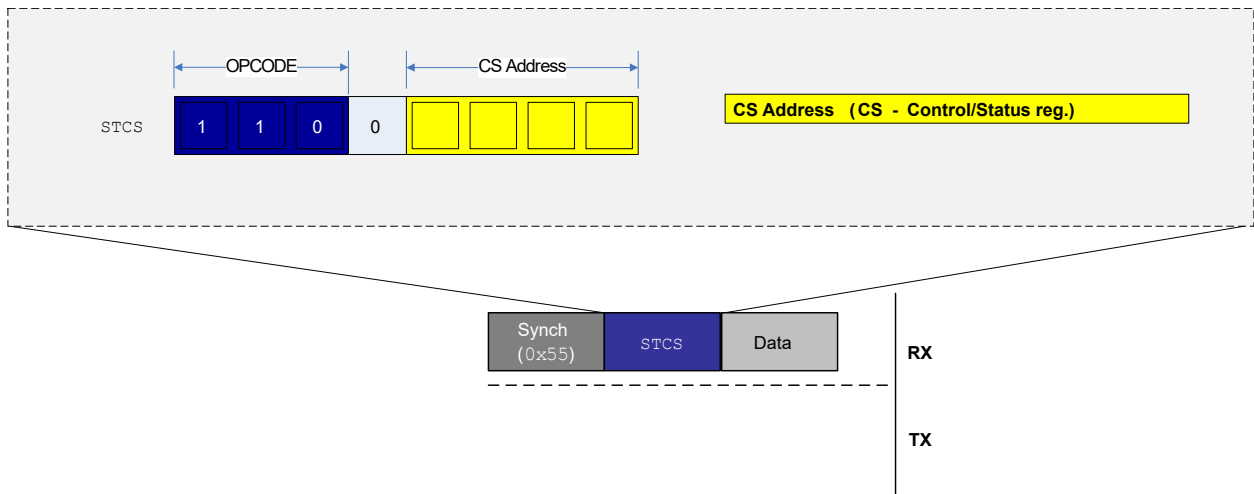 OPCODE CS Address
STCS 1 1 0 0 CS Address (CS - Control/Status reg.)
Synch
(0x55) STCS Data RX
TX